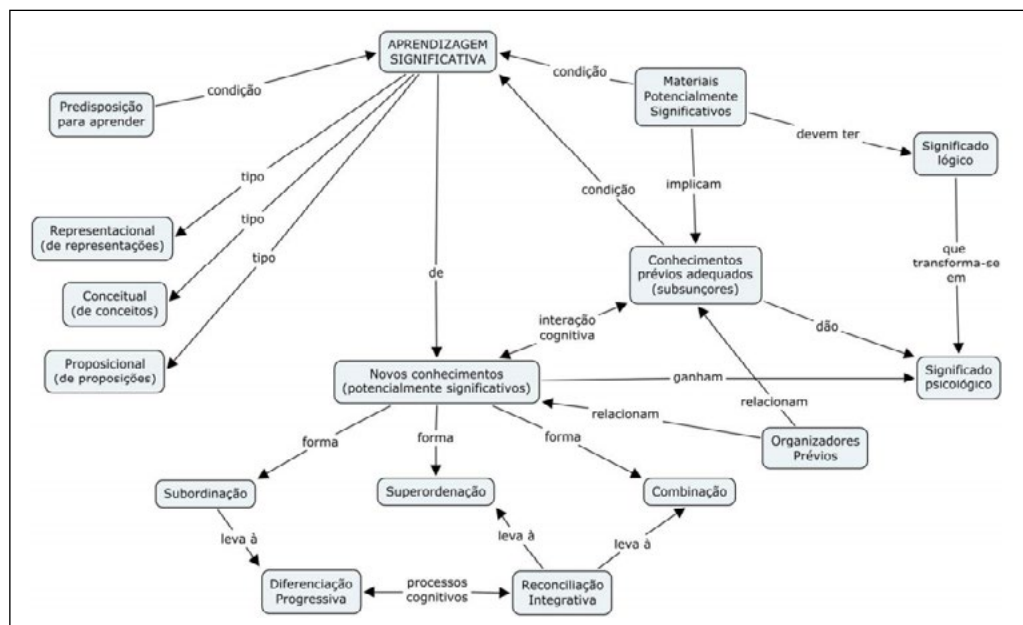 APRENDIZAGEM
SIGNIFICATIVA
condição
condição
Materiais
Potencialmente
Significativos
Predisposição
para aprender
devem ter
Significado
lógico
tipo
implicam
condição
tipo
Representacional
(de representações)
tipo
que
transforma-se
em
Conhecimentos
prévios adequados
(subsunçores)
de
Conceitual
(de conceitos)
interação
cognitiva
dão
Proposicional
(de proposições)
Novos conhecimentos
(potencialmente significativos)
ganham
Significado
psicológico
relacionam
relacionam
Organizadores
Prévios
forma
forma
forma
Subordinação
Superordenação
Combinação
leva à
leva à
leva à
Diferenciação
Progressiva
processos
cognitivos
Reconciliação
Integrativa